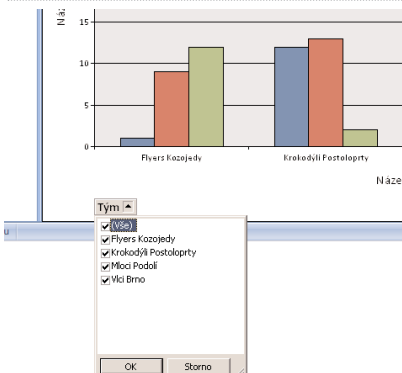 Náz
15
10
5
0
Flyers Kozojedy
Krokodýli Postoloprty
Náze
Tým
u
(Vše)
Flyers Kozojedy
Krokodýli Postoloprty
Mloci Podolí
Vlci Brno
OK
Storno